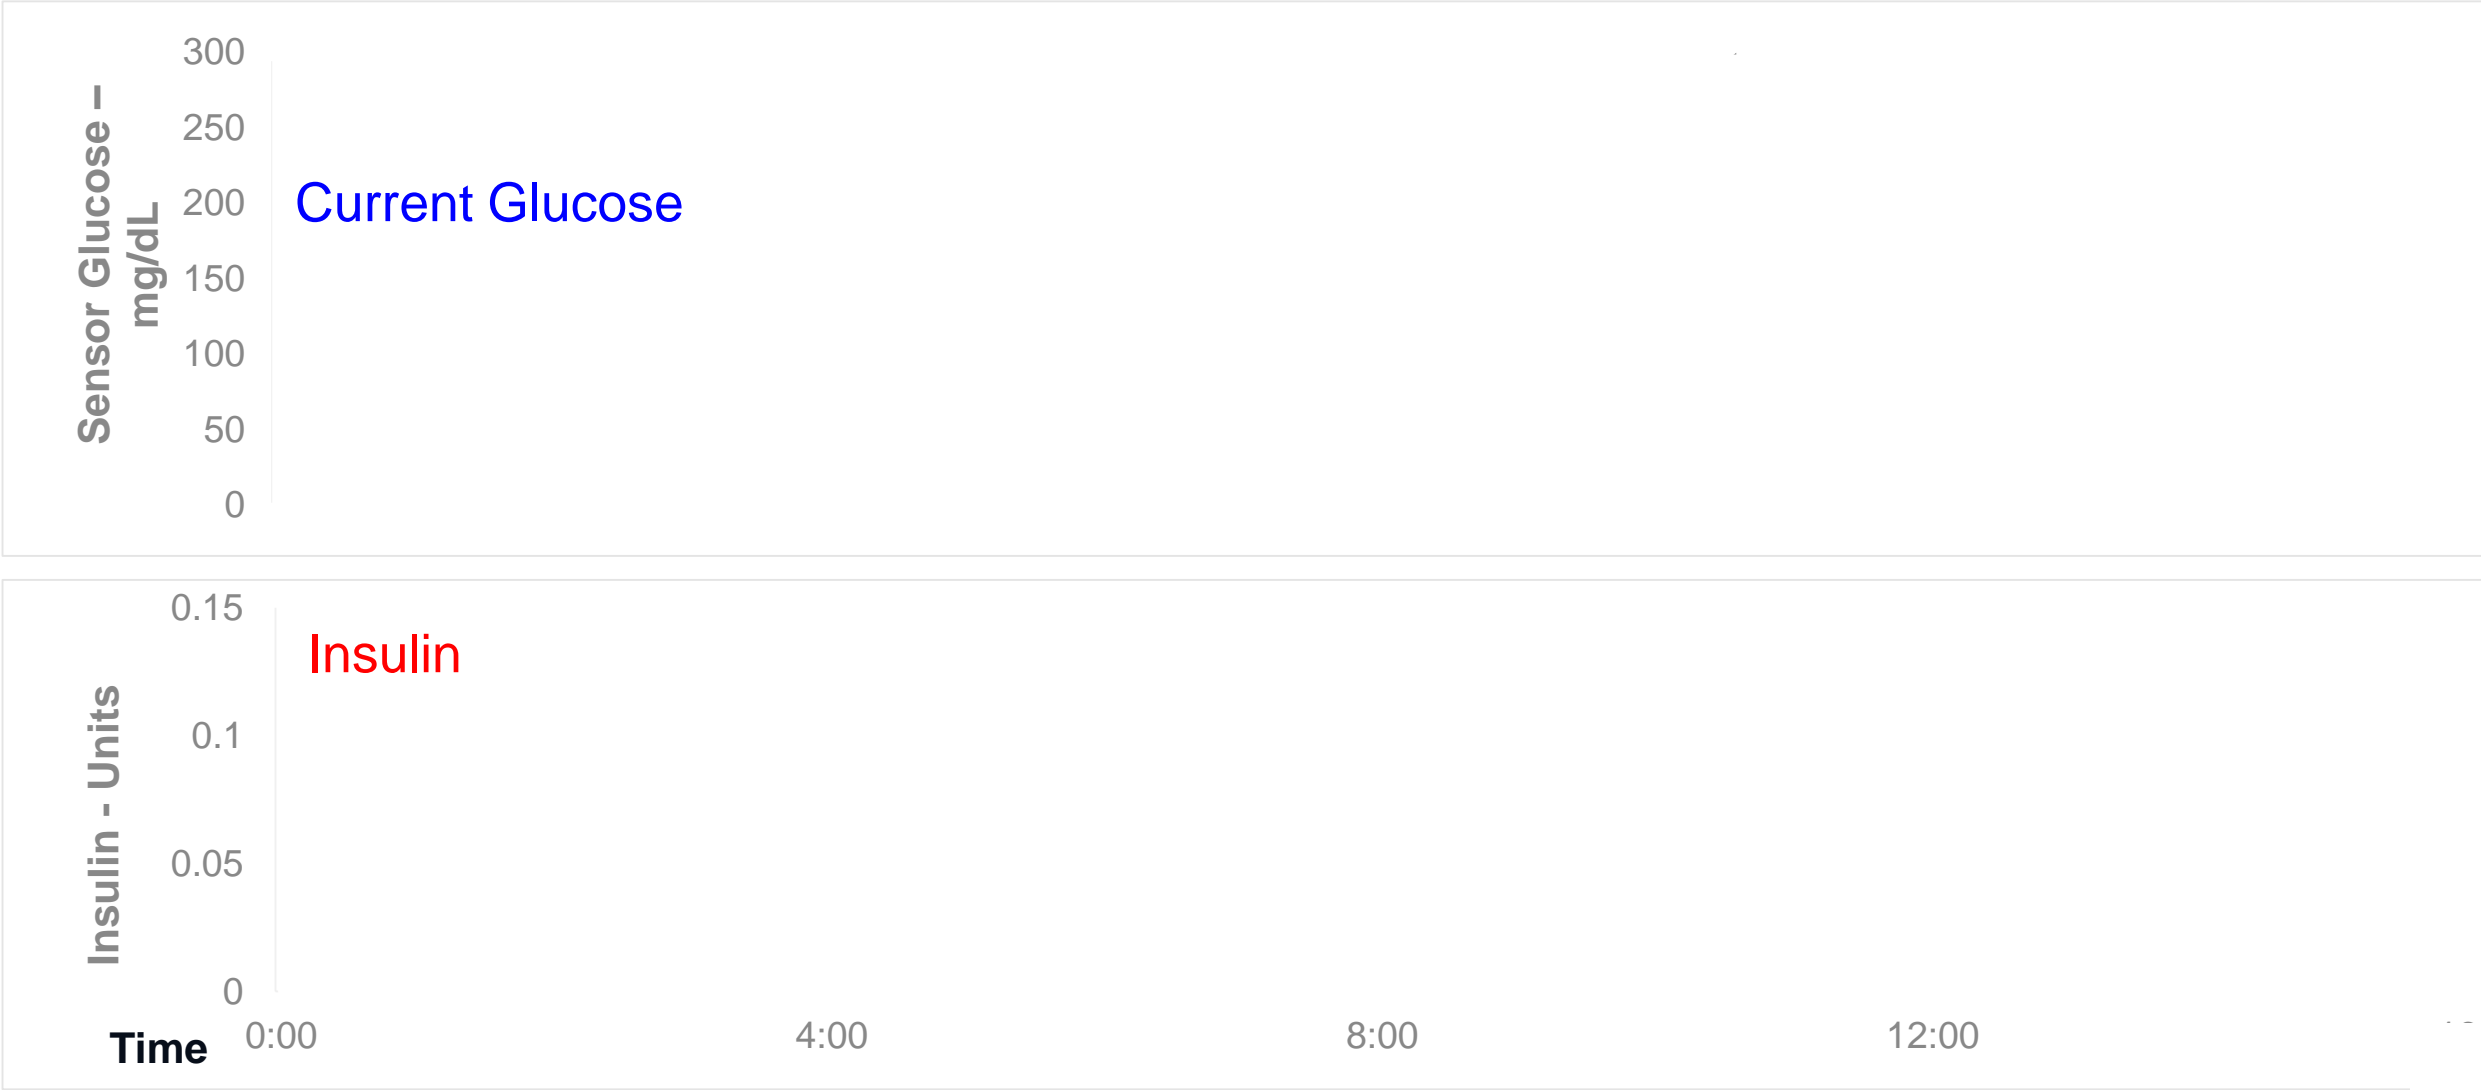 Sensor Glucose –
mg/dL
300
250
200
150
100
50
0
Current Glucose
Insulin - Units
0.15
0.1
0.05
0
Insulin
Time
0:00
4:00
8:00
12:00